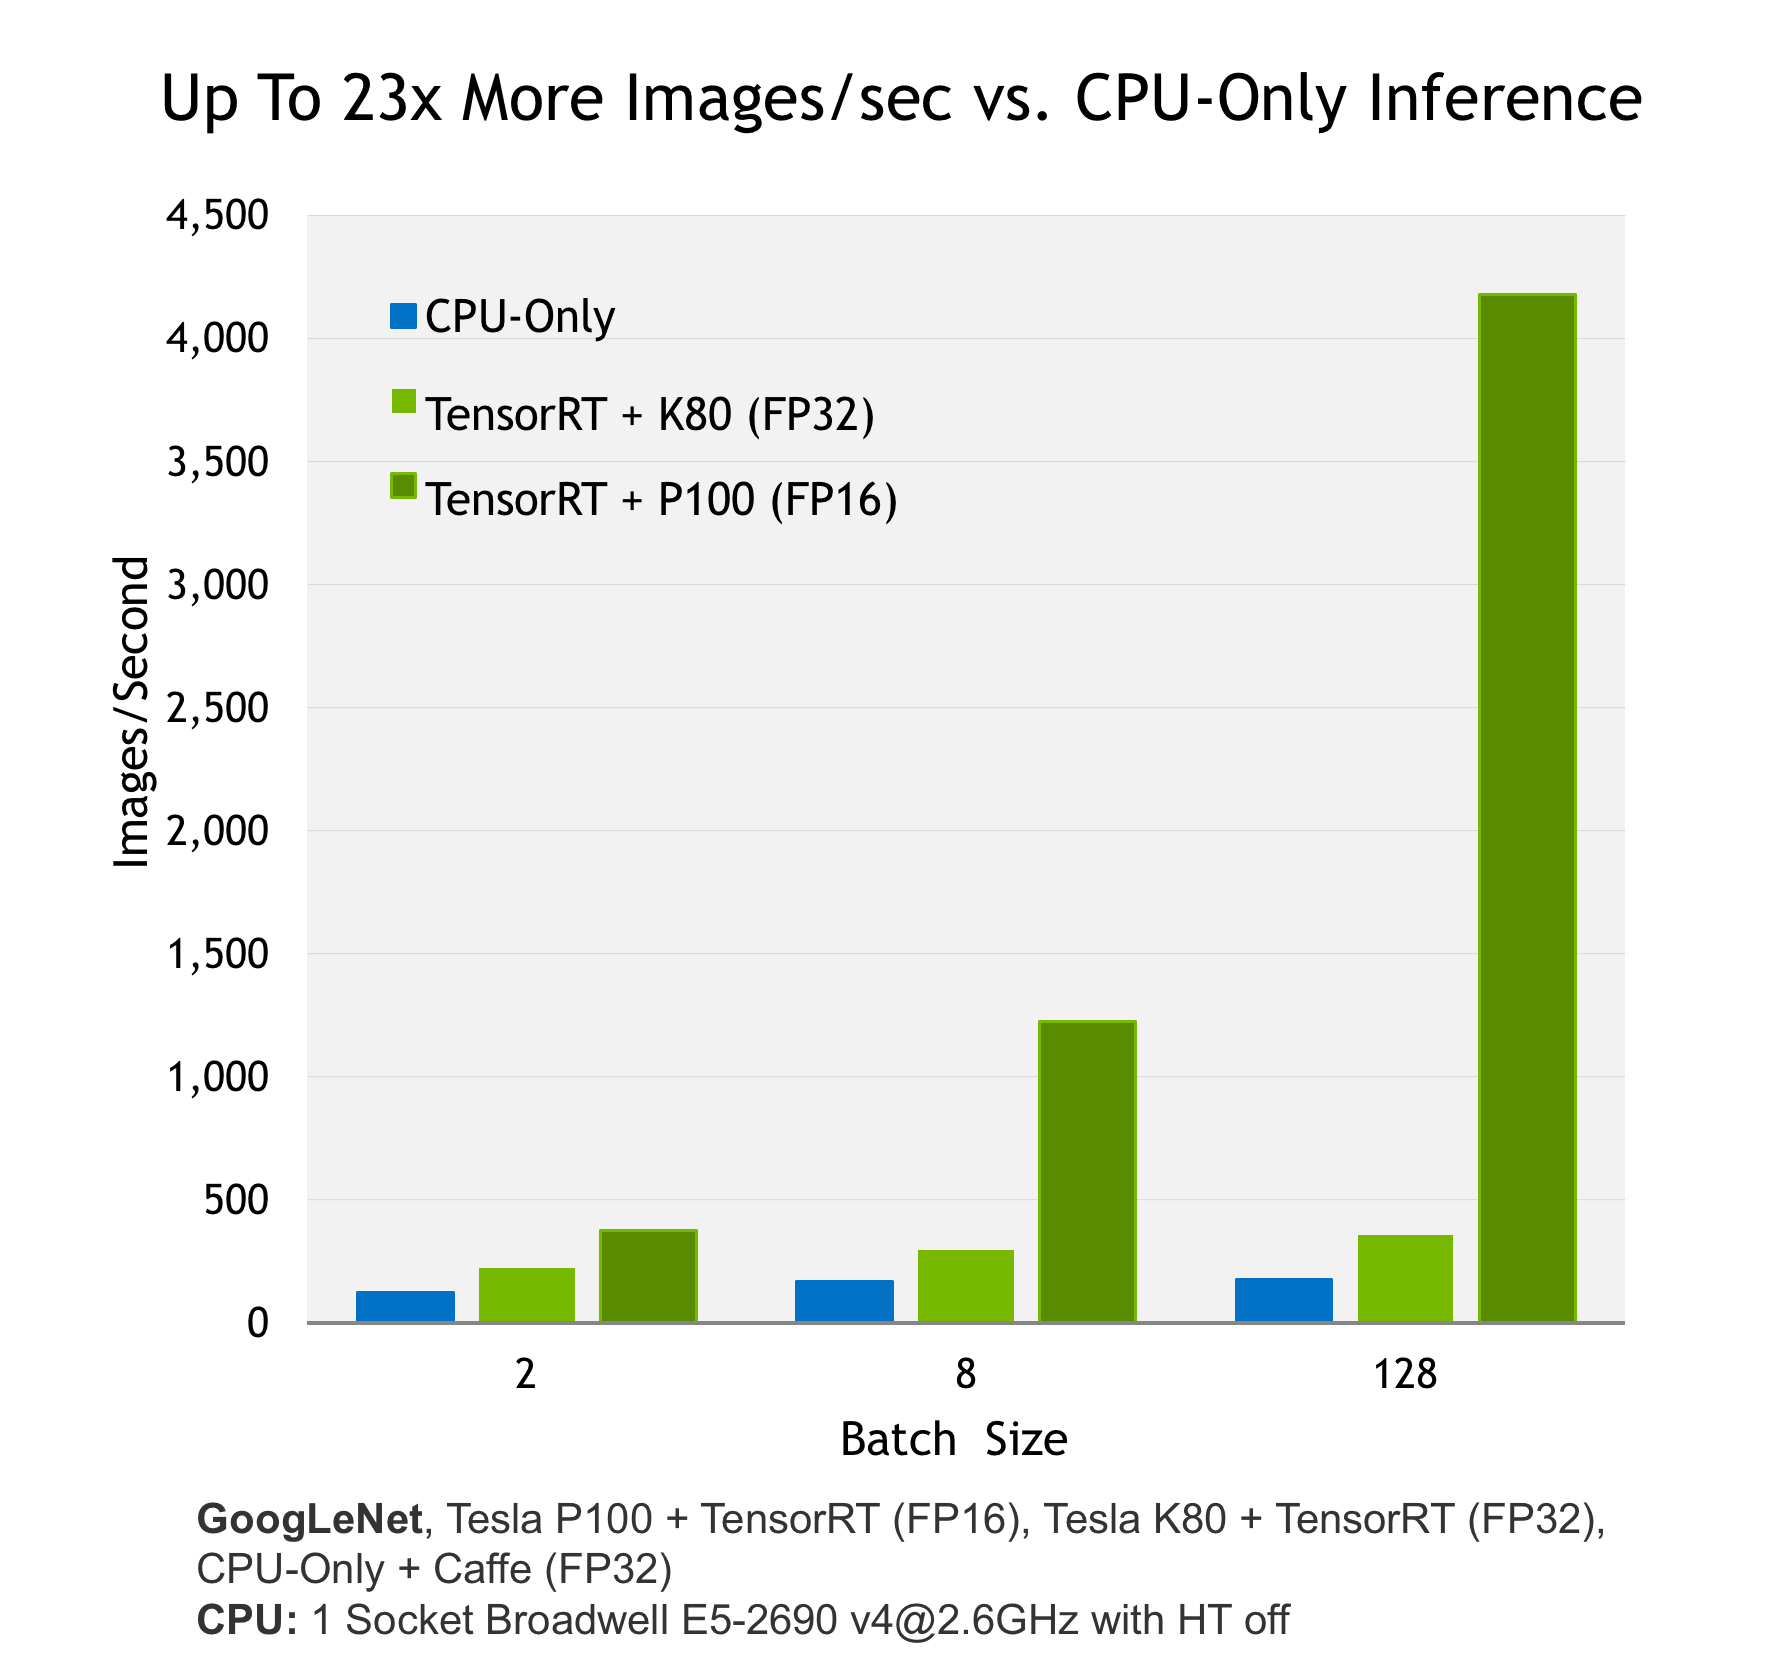 Up To 23x More Images/sec vs. CPU-Only Inference
4,500
4,000
3,500
3,000
2,500
2,000
1,500
1,000
500
0
Images/Second
CPU-Only
TensorRT + K80 (FP32)
TensorRT + P100 (FP16)
2
8
128
Batch Size
GoogLeNet, Tesla P100 + TensorRT (FP16), Tesla K80 + TensorRT (FP32),
CPU-Only + Caffe (FP32)
CPU: 1 Socket Broadwell E5-2690 v4@2.6GHz with HT off